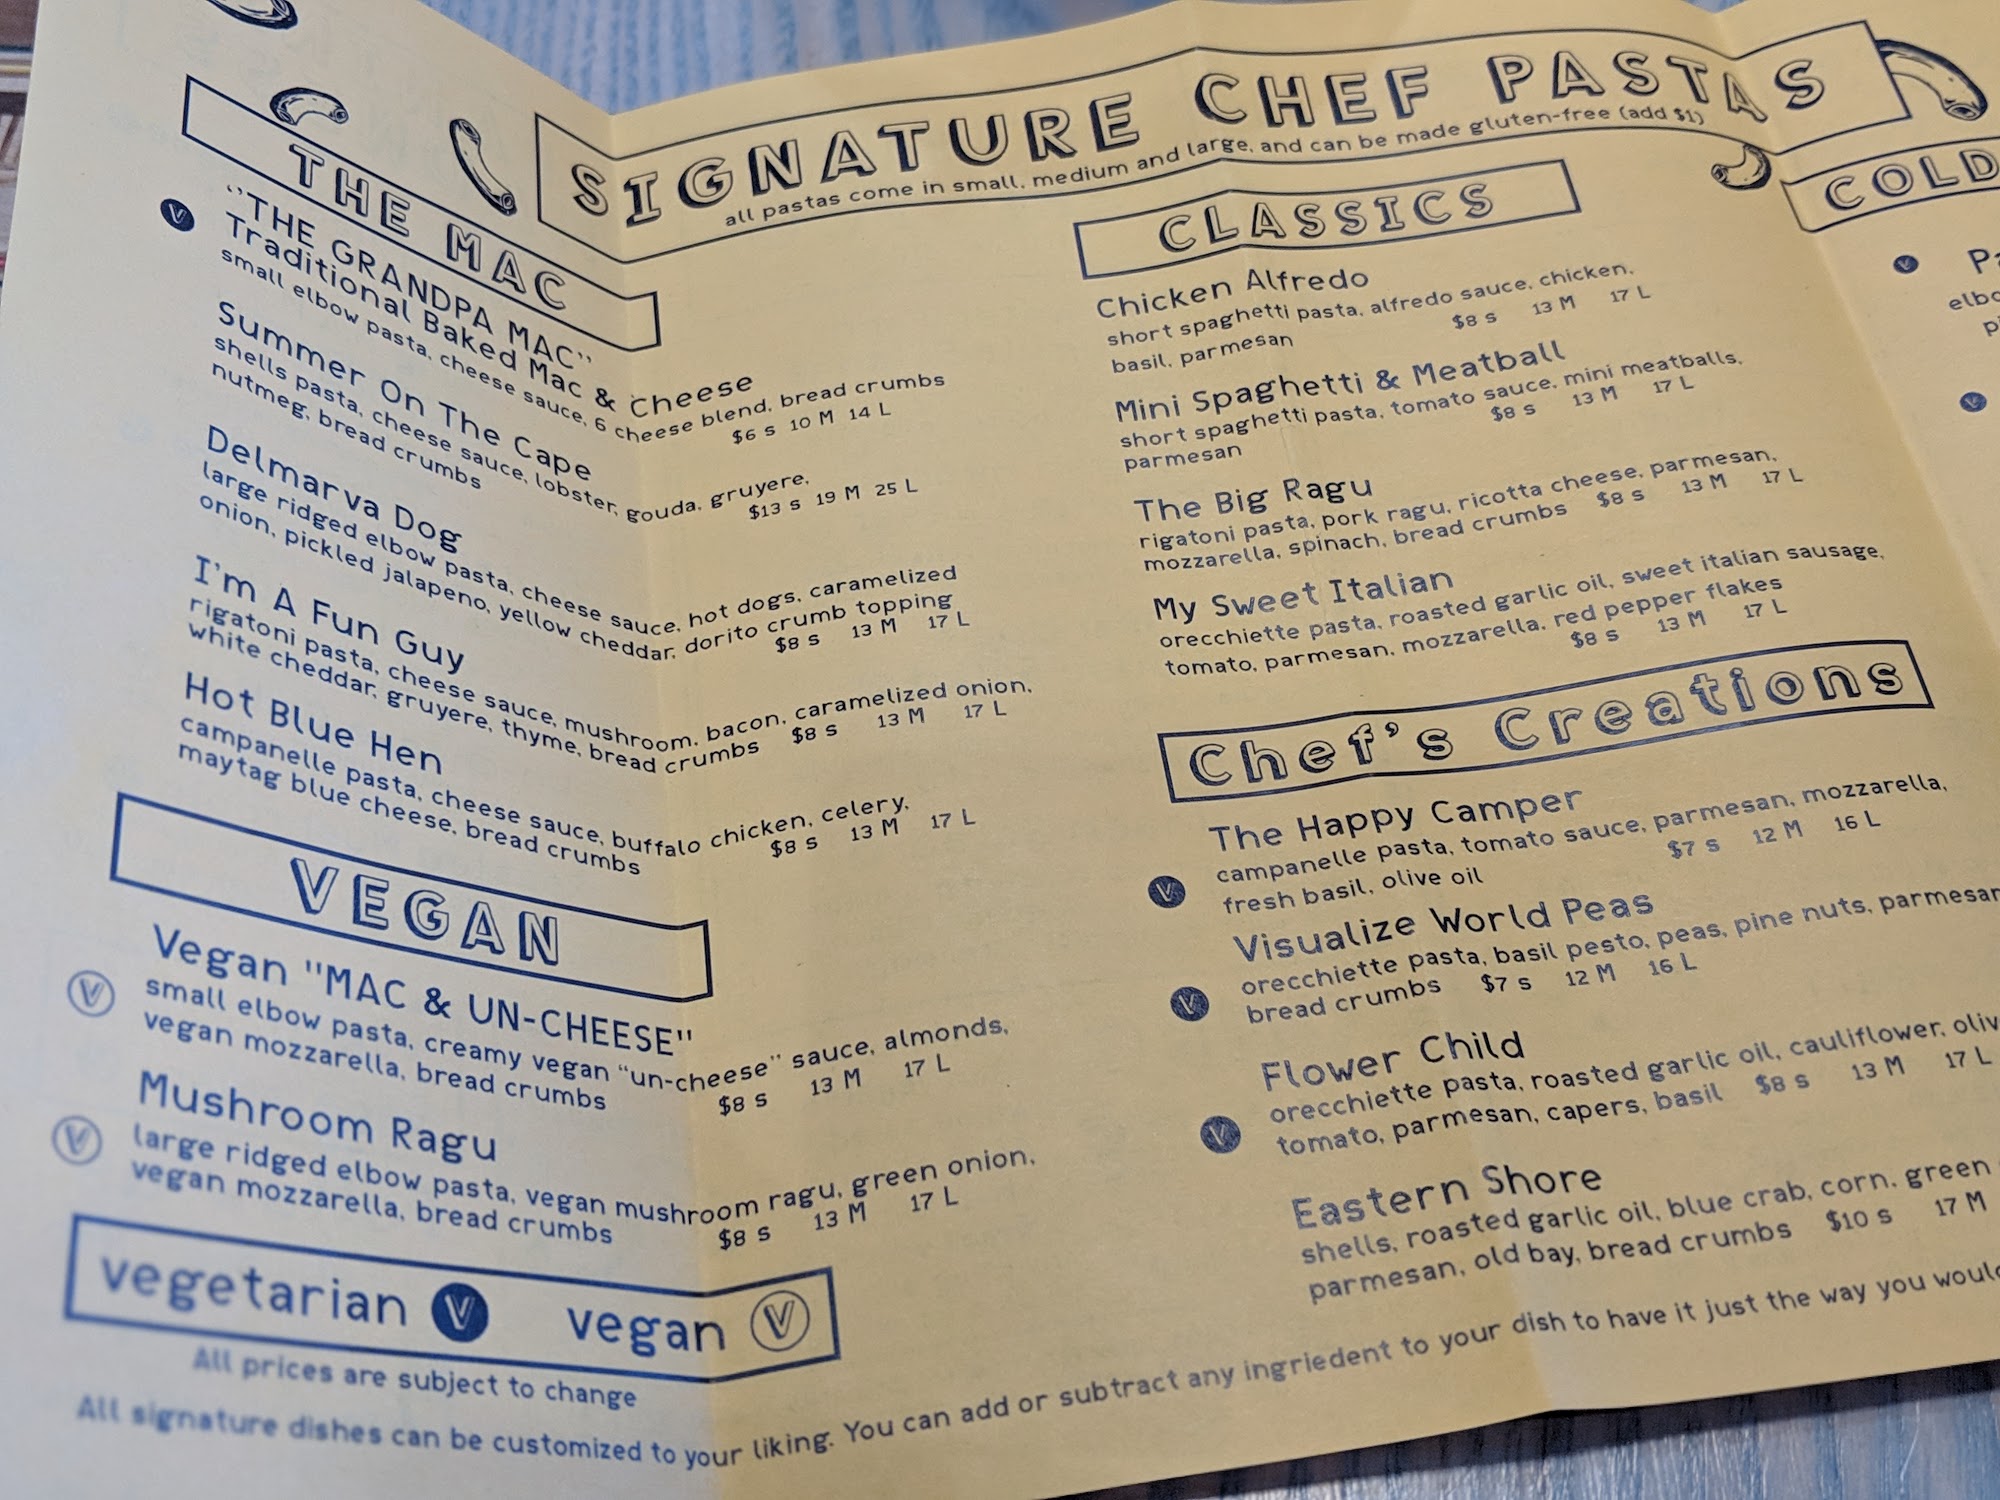 SIGNATURE CHEF PASTAS
all pastas come in small, medium and large, and can be made gluten-free (add $1)
THE MAC
V
"THE GRANDPA MAC"
Traditional Baked Mac & Cheese
small elbow pasta, cheese sauce, 6 cheese blend, bread crumbs
$6 s 10 M 14 L
Summer On The Cape
shells pasta, cheese sauce, lobster, gouda, gruyere,
nutmeg, bread crumbs $13 s 19 M 25 L
Delmarva Dog
large ridged elbow pasta, cheese sauce, hot dogs, caramelized
onion, pickled jalapeno, yellow cheddar, dorito crumb topping
$8 s 13 M 17 L
I'm A Fun Guy
rigatoni pasta, cheese sauce, mushroom, bacon, caramelized onion,
white cheddar, gruyere, thyme, bread crumbs $8 s 13 M 17 L
Hot Blue Hen
campanelle pasta, cheese sauce, buffalo chicken, celery,
maytag blue cheese, bread crumbs $8 s 13 M 17 L
VEGAN
Vegan "MAC & UN-CHEESE"
V
small elbow pasta, creamy vegan "un-cheese" sauce, almonds,
vegan mozzarella, bread crumbs $8 s 13 M 17 L
Mushroom Ragu
V
large ridged elbow pasta, vegan mushroom ragu, green onion,
vegan mozzarella, bread crumbs $8 s 13 M 17 L
vegetarian V vegan V
All prices are subject to change
All signature dishes can be customized to your liking. You can add or subtract any ingriedent to your dish to have it just the way you
CLASSICS
Chicken Alfredo
short spaghetti pasta, alfredo sauce, chicken,
basil, parmesan $8 s 13 M 17 L
Mini Spaghetti & Meatball
short spaghetti pasta, tomato sauce, mini meatballs,
parmesan $8 s 13 M 17 L
The Big Ragu
rigatoni pasta, pork ragu, ricotta cheese, parmesan,
mozzarella, spinach, bread crumbs $8 s 13 M 17 L
My Sweet Italian
orecchiette pasta, roasted garlic oil, sweet italian sausage,
tomato, parmesan, mozzarella, red pepper flakes
$8 s 13 M 17 L
Chef's Creations
The Happy Camper
V
campanelle pasta, tomato sauce, parmesan, mozzarella,
fresh basil, olive oil $7 s 12 M 16 L
Visualize World Peas
V
orecchiette pasta, basil pesto, peas, pine nuts,
bread crumbs $7 s 12 M 16 L
Flower Child
V
orecchiette pasta, roasted garlic oil, cauliflower,
tomato, parmesan, capers, basil $8 s 13 M 17 L
Eastern Shore
shells, roasted garlic oil, blue crab, corn, green
parmesan, old bay, bread crumbs $10 s 17 M
COLD